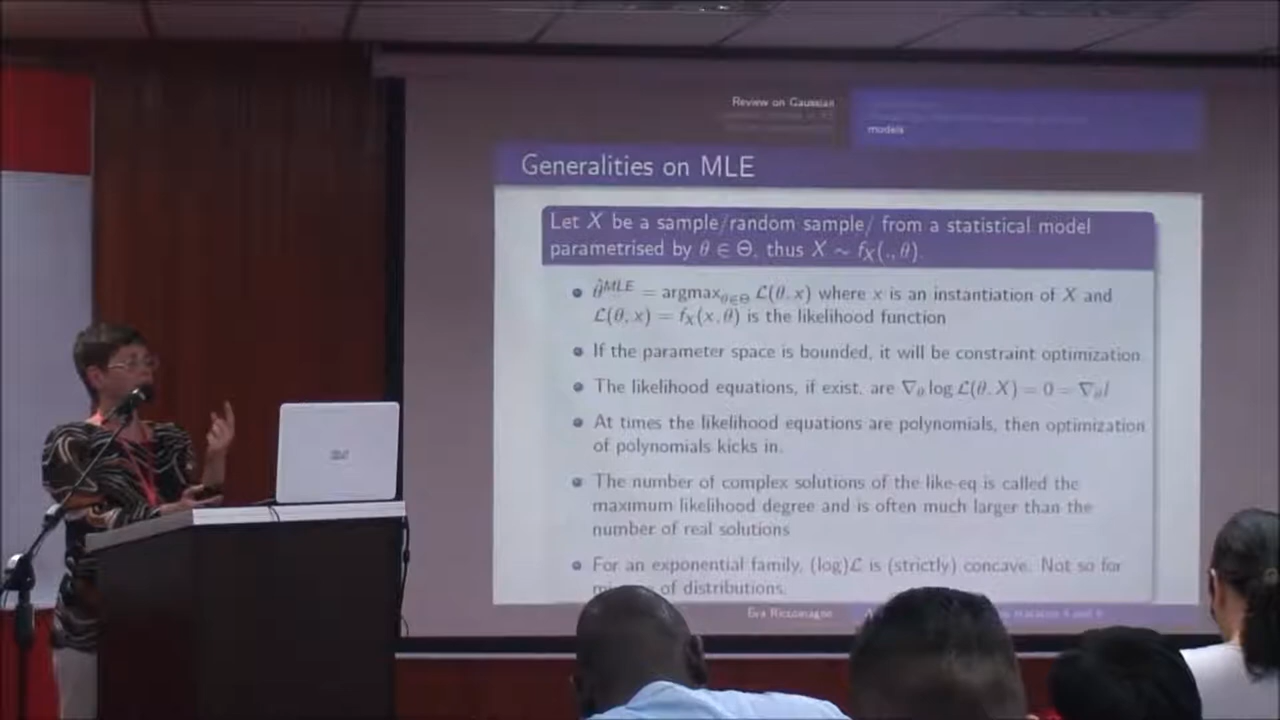 Review on Gaussian
models
Generalities on MLE
Let X be a sample/random sample/ from a statistical model
parametrised by θ ∈ Θ, thus X ∼ f_X(., θ).
θ̂^MLE = argmax_{θ∈Θ} ℒ(θ, x) where x is an instantiation of X and
ℒ(θ, x) = f_X(x, θ) is the likelihood function
If the parameter space is bounded, it will be constraint optimization
The likelihood equations, if exist, are ∇_θ log ℒ(θ, X) = 0 = ∇_θ l
At times the likelihood equations are polynomials, then optimization
of polynomials kicks in.
The number of complex solutions of the like-eq is called the
maximum likelihood degree and is often much larger than the
number of real solutions
For an exponential family, (log)ℒ is (strictly) concave. Not so for
of distributions.
Eva Riccomagno